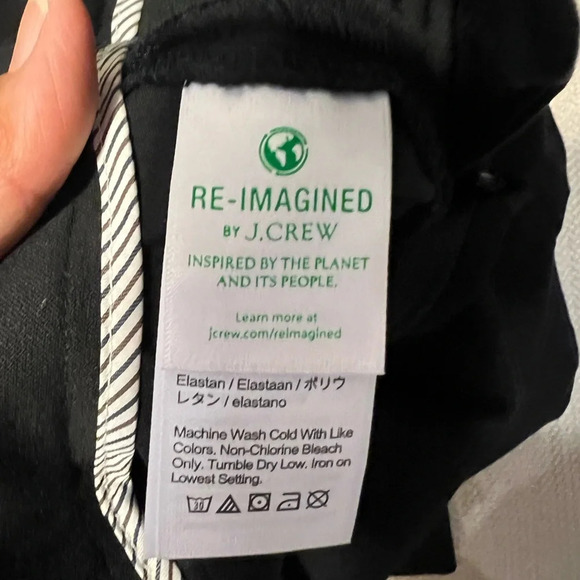 RE-IMAGINED
BY J.CREW
INSPIRED BY THE PLANET
AND ITS PEOPLE.
Learn more at
jcrew.com/reimagined
Elastan / Elastaan / ポリウ
レタン / elastano
Machine Wash Cold With Like
Colors. Non-Chlorine Bleach
Only. Tumble Dry Low. Iron on
Lowest Setting.
30